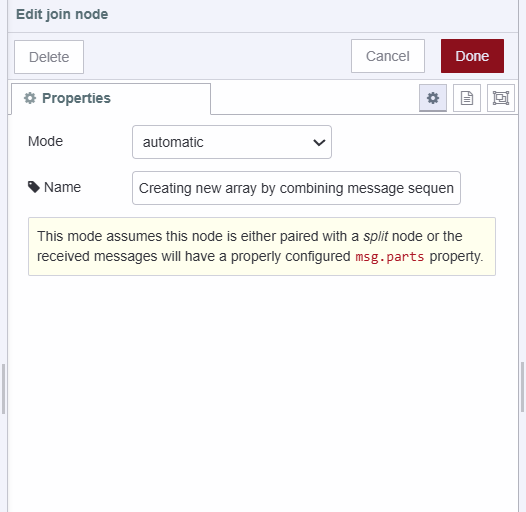 Edit join node
Delete
Cancel
Done
Properties
Mode
automatic
Name
Creating new array by combining message sequen
This mode assumes this node is either paired with a split node or the
received messages will have a properly configured msg.parts property.